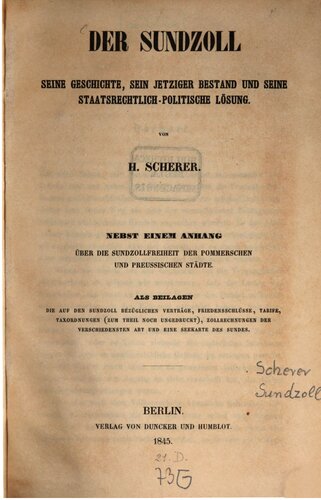 DER SUNDZOLL
SEINE GESCHICHTE, SEIN JETZIGER BESTAND UND SEINE
STAATSRECHTLICH-POLITISCHE LÖSUNG.
VON
H. SCHERER.
NEBST EINEM ANHANG
ÜBER DIE SUNDZOLLFREIHEIT DER POMMERSCHEN
UND PREUSSISCHEN STÄDTE.
ALS BEILAGEN
DIE AUF DEN SUNDZOLL BEZÜGLICHEN VERTRÄGE, FRIEDENSSCHLÜSSE, TARIFE,
TAXORDNUNGEN (ZUM THEIL NOCH UNGEDRUCKT), ZOLLRECHNUNGEN DER
VERSCHIEDENSTEN ART UND EINE SEEKARTE DES SUNDES.
Scherer
Sundzoll
BERLIN.
VERLAG VON DUNCKER UND HUMBLOT.
1845.
21. D.
73G